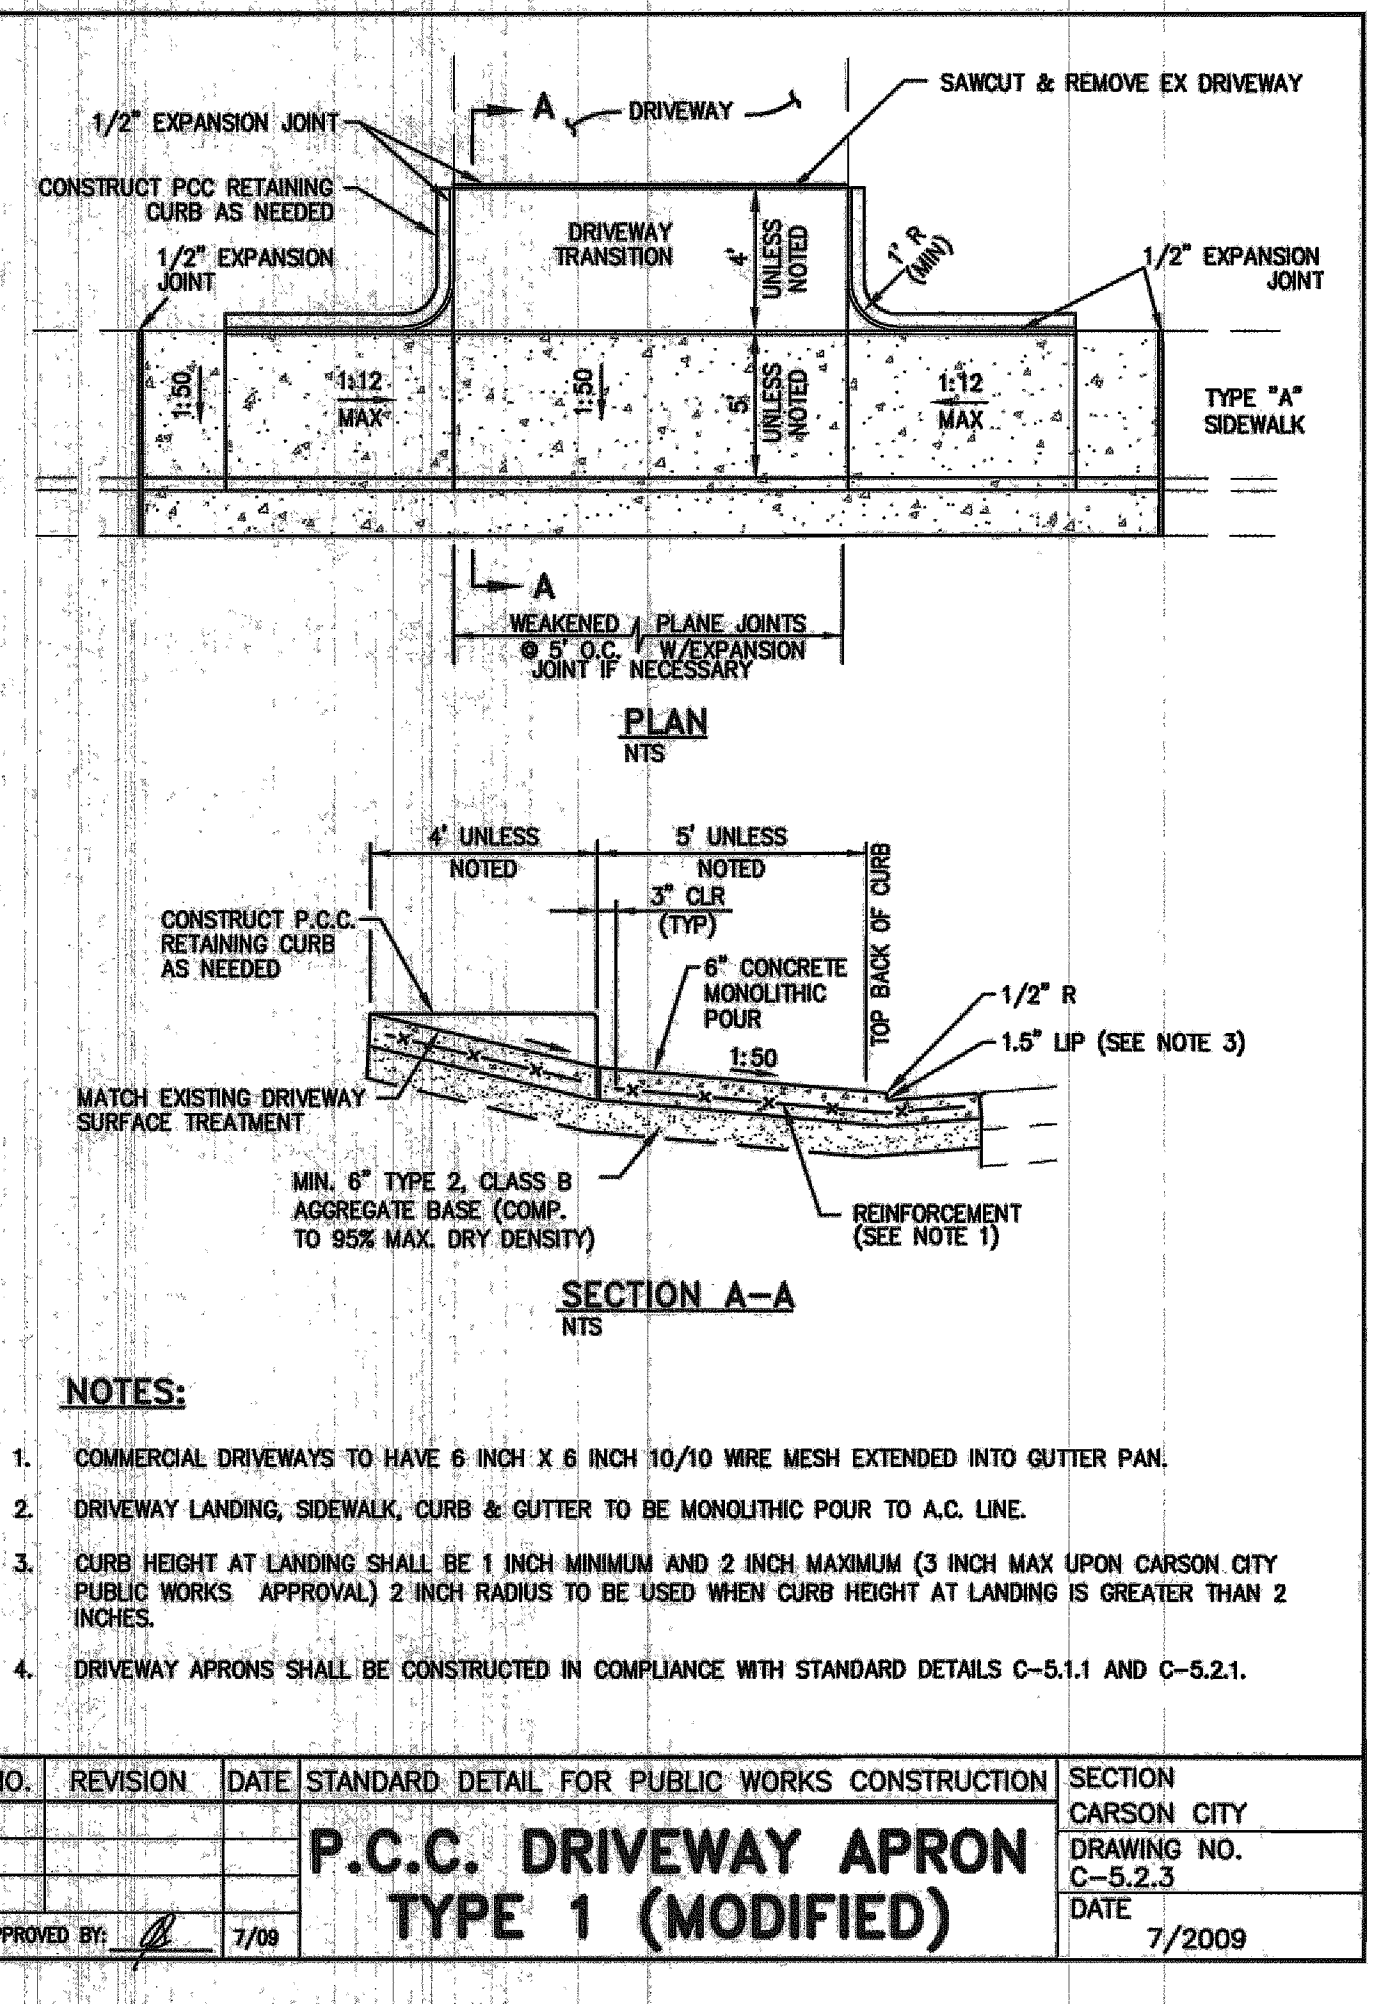 SAWCUT & REMOVE EX DRIVEWAY
A
DRIVEWAY
1/2" EXPANSION JOINT
CONSTRUCT PCC RETAINING
CURB AS NEEDED
DRIVEWAY
TRANSITION
4'
UNLESS
NOTED
1' R
(MIN)
1/2" EXPANSION
JOINT
1/2" EXPANSION
JOINT
1:50
1:12
MAX
1:50
5'
UNLESS
NOTED
1:12
MAX
TYPE "A"
SIDEWALK
A
WEAKENED PLANE JOINTS
@ 5' O.C. W/EXPANSION
JOINT IF NECESSARY
PLAN
NTS
4' UNLESS
NOTED
5' UNLESS
NOTED
3" CLR
(TYP)
TOP BACK OF CURB
CONSTRUCT P.C.C.
RETAINING CURB
AS NEEDED
6" CONCRETE
MONOLITHIC
POUR
1:50
1/2" R
1.5" LIP (SEE NOTE 3)
MATCH EXISTING DRIVEWAY
SURFACE TREATMENT
MIN. 6" TYPE 2, CLASS B
AGGREGATE BASE (COMP.
TO 95% MAX. DRY DENSITY)
REINFORCEMENT
(SEE NOTE 1)
SECTION A-A
NTS
NOTES:
1. COMMERCIAL DRIVEWAYS TO HAVE 6 INCH X 6 INCH 10/10 WIRE MESH EXTENDED INTO GUTTER PAN.
2. DRIVEWAY LANDING, SIDEWALK, CURB & GUTTER TO BE MONOLITHIC POUR TO A.C. LINE.
3. CURB HEIGHT AT LANDING SHALL BE 1 INCH MINIMUM AND 2 INCH MAXIMUM (3 INCH MAX UPON CARSON CITY
PUBLIC WORKS APPROVAL) 2 INCH RADIUS TO BE USED WHEN CURB HEIGHT AT LANDING IS GREATER THAN 2
INCHES.
4. DRIVEWAY APRONS SHALL BE CONSTRUCTED IN COMPLIANCE WITH STANDARD DETAILS C-5.1.1 AND C-5.2.1.
NO. REVISION DATE
STANDARD DETAIL FOR PUBLIC WORKS CONSTRUCTION
P.C.C. DRIVEWAY APRON
TYPE 1 (MODIFIED)
SECTION
CARSON CITY
DRAWING NO.
C-5.2.3
DATE
7/2009
PPROVED BY: 7/09